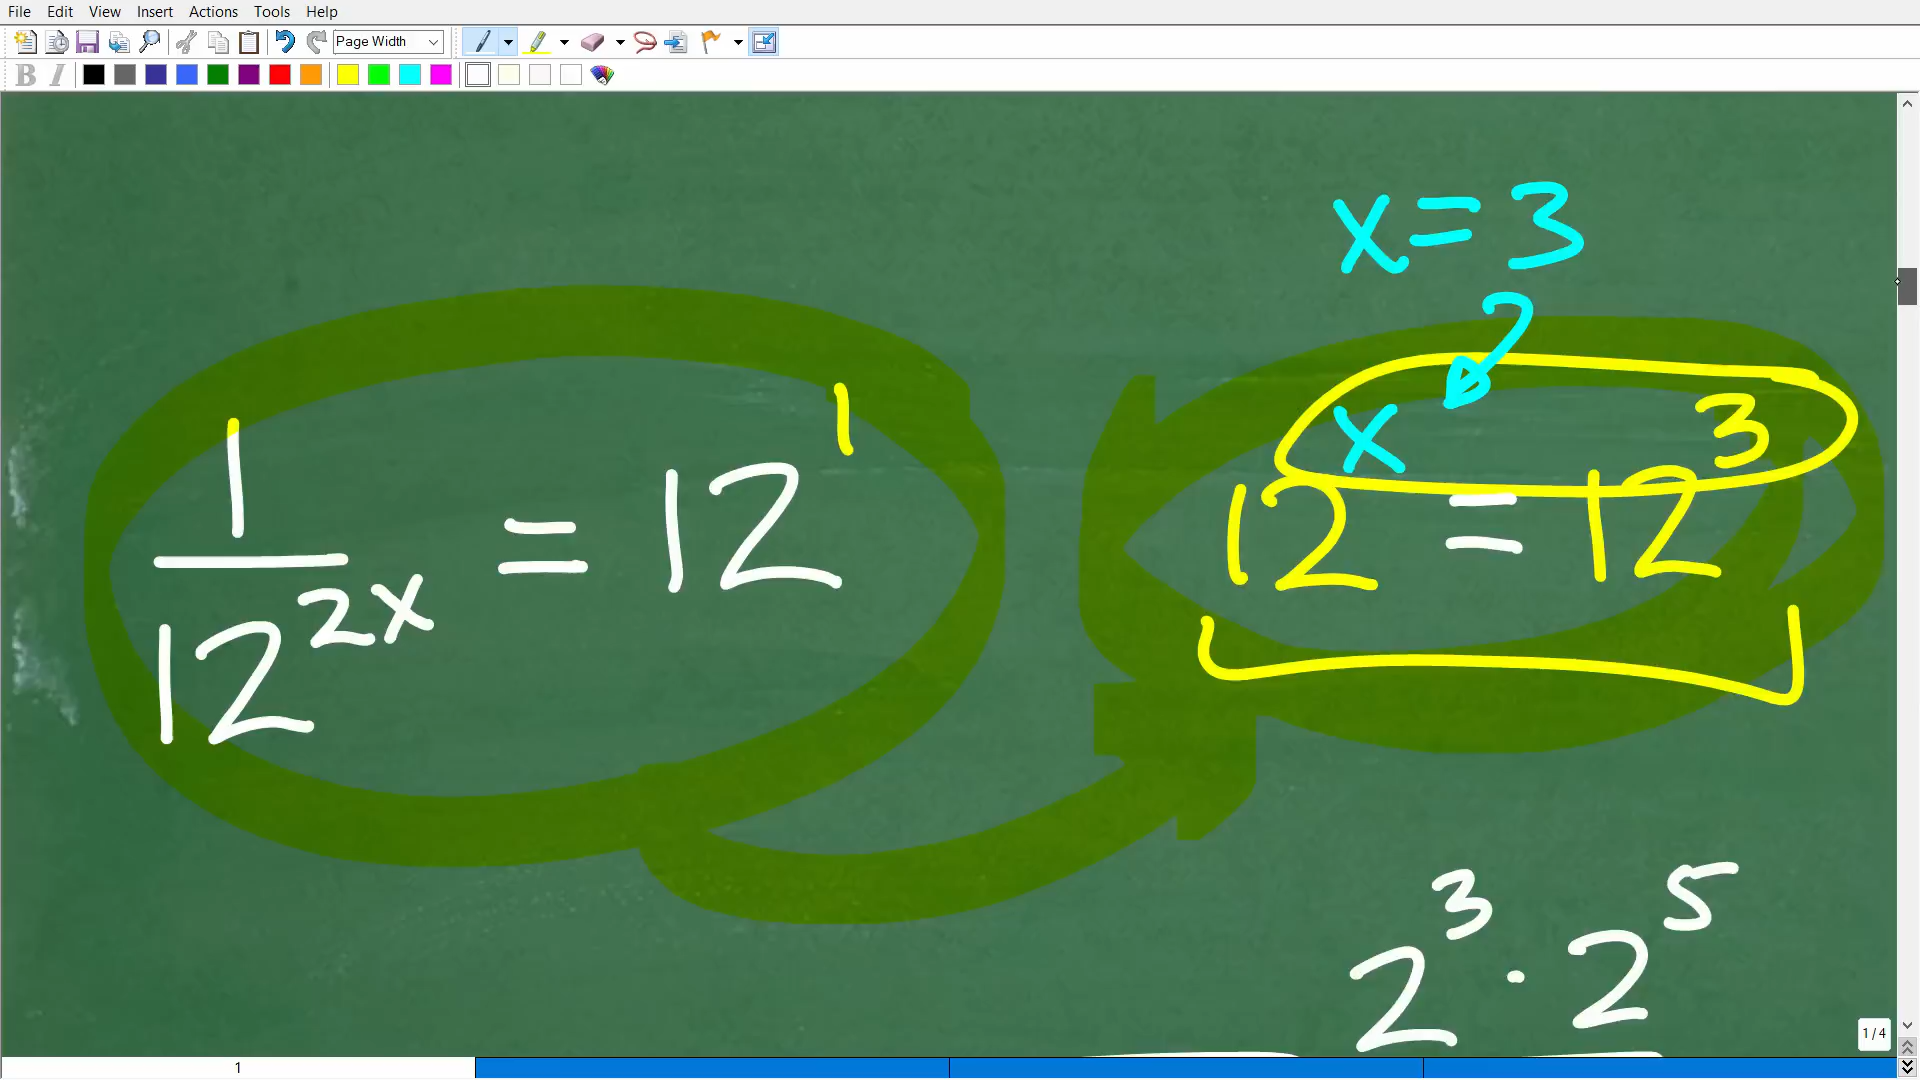 File Edit View Insert Actions Tools Help
Page Width
B I
x = 3
1/12^2x = 12^1
12^x = 12^3
2^3 · 2^5
1 / 4
1